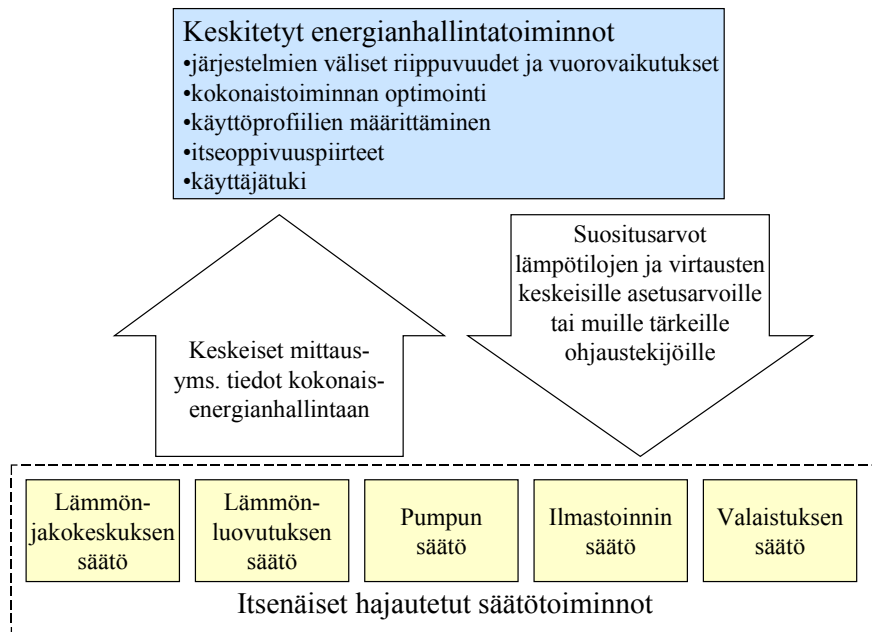 Keskitetyt energianhallintatoiminnot
•järjestelmien väliset riippuvuudet ja vuorovaikutukset
•kokonaistoiminnan optimointi
•käyttöprofiilien määrittäminen
•itseoppivuuspiirteet
•käyttäjätuki
Keskeiset mittaus-
yms. tiedot kokonais-
energianhallintaan
Suositusarvot
lämpötilojen ja virtausten
keskeisille asetusarvoille
tai muille tärkeille
ohjaustekijöille
Lämmön-
jakokeskuksen
säätö
Lämmön-
luovutuksen
säätö
Pumpun
säätö
Ilmastoinnin
säätö
Valaistuksen
säätö
Itsenäiset hajautetut säätötoiminnot